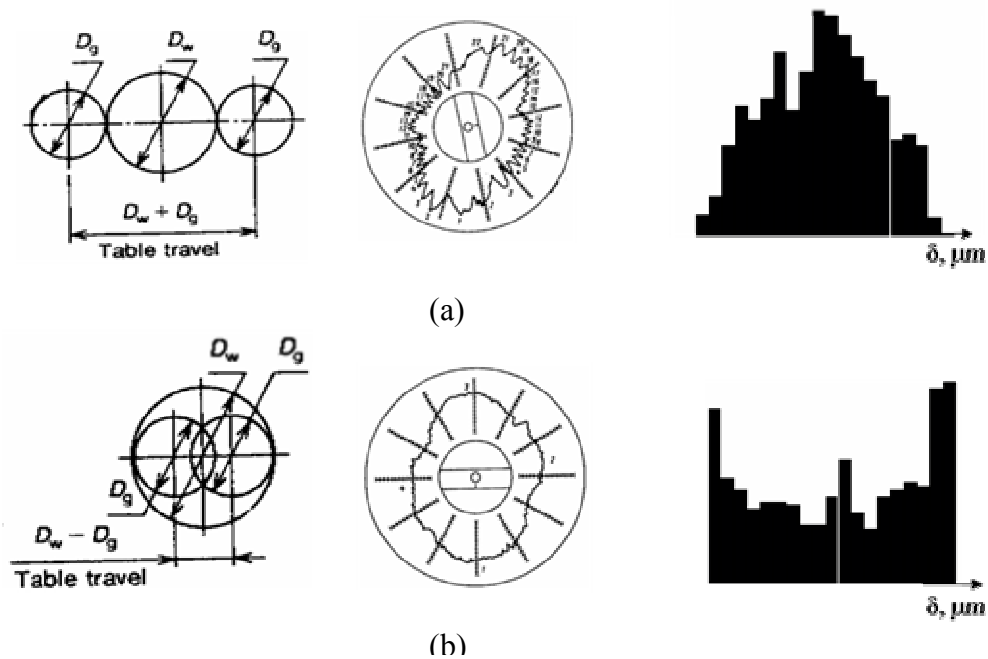 D_g D_w D_g
D_w + D_g
Table travel
δ, μm
(a)
D_w D_g
D_g
D_w − D_g
Table travel
δ, μm
(b)